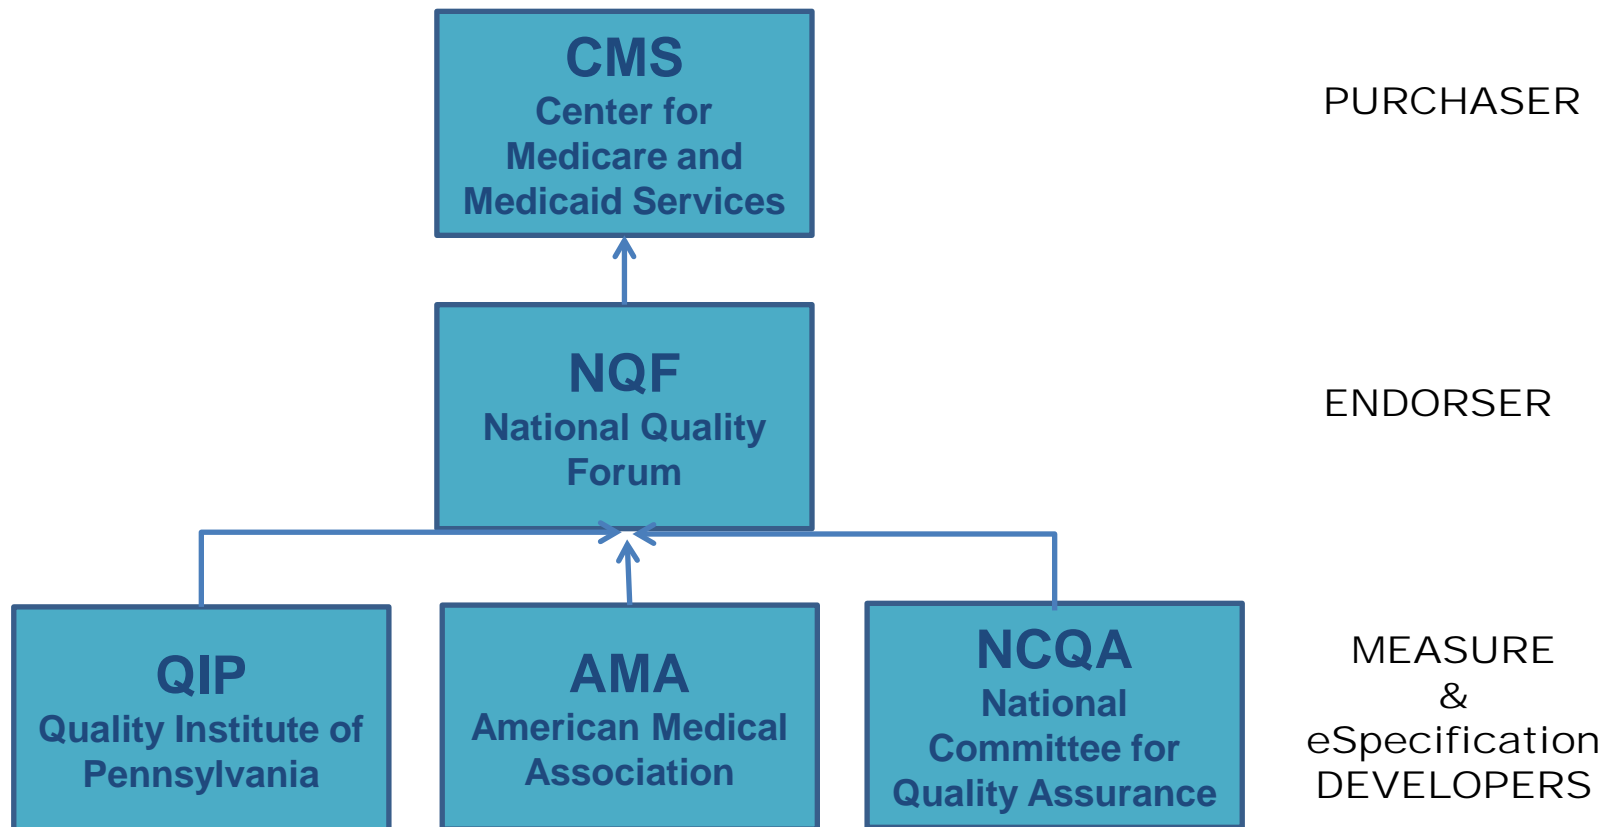 CMS
Center for
Medicare and
Medicaid Services
PURCHASER
NQF
National Quality
Forum
ENDORSER
QIP
Quality Institute of
Pennsylvania
AMA
American Medical
Association
NCQA
National
Committee for
Quality Assurance
MEASURE
&
eSpecification
DEVELOPERS